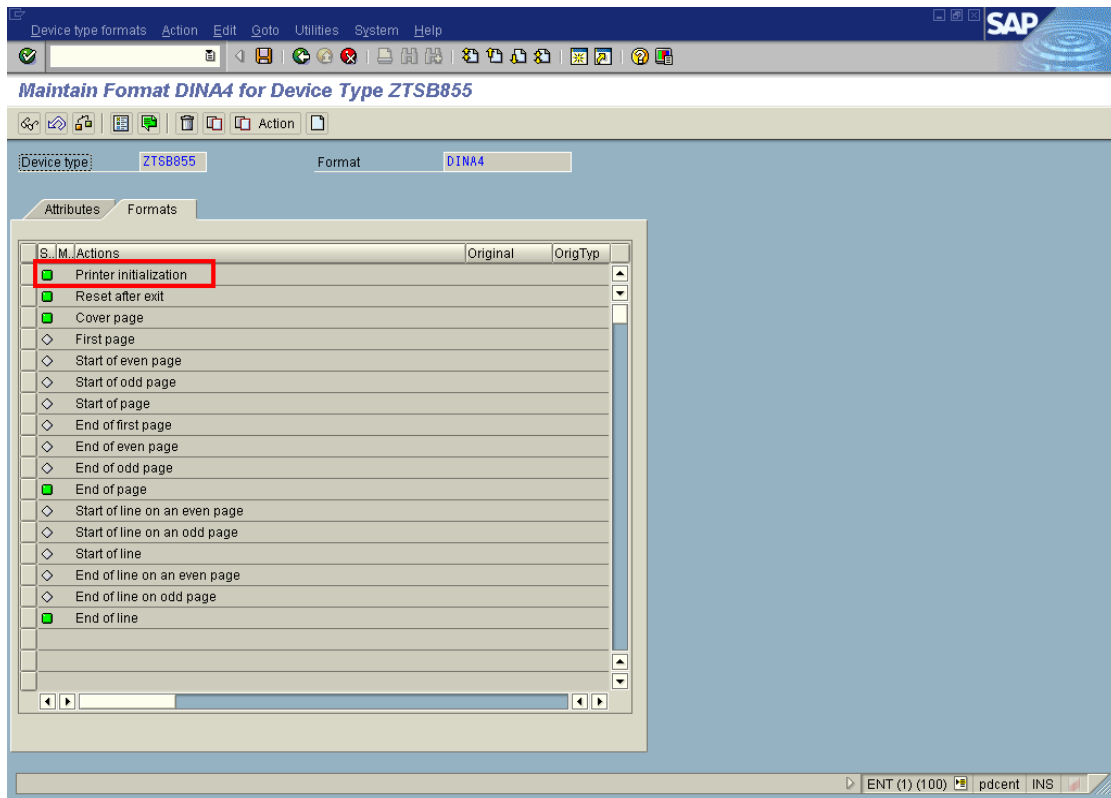 Device type formats Action Edit Goto Utilities System Help
SAP
Maintain Format DINA4 for Device Type ZTSB855
Action
Device type ZTSB855 Format DINA4
Attributes Formats
S.. M.. Actions Original OrigTyp
Printer initialization
Reset after exit
Cover page
First page
Start of even page
Start of odd page
Start of page
End of first page
End of even page
End of odd page
End of page
Start of line on an even page
Start of line on an odd page
Start of line
End of line on an even page
End of line on odd page
End of line
ENT (1) (100) pdcent INS